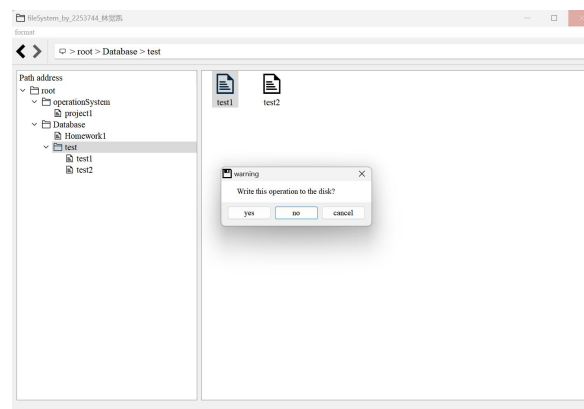 fileSystem_by_2253744_林觉凯
format
> root > Database > test
Path address
root
operationSystem
project1
Database
Homework1
test
test1
test2
test1 test2
warning
Write this operation to the disk?
yes no cancel